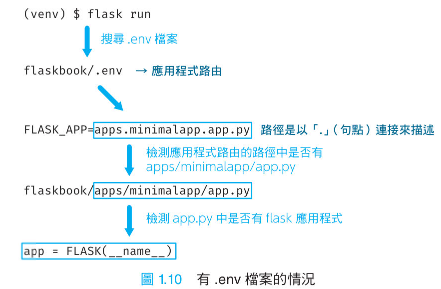 (venv) $ flask run
搜尋 .env 檔案
flaskbook/.env → 應用程式路由
FLASK_APP=apps.minimalapp.app.py 路徑是以「.」(句點) 連接來描述
檢測應用程式路由的路徑中是否有
apps/minimalapp/app.py
flaskbook/apps/minimalapp/app.py
檢測 app.py 中是否有 flask 應用程式
app = FLASK(__name__)
圖 1.10 有 .env 檔案的情況